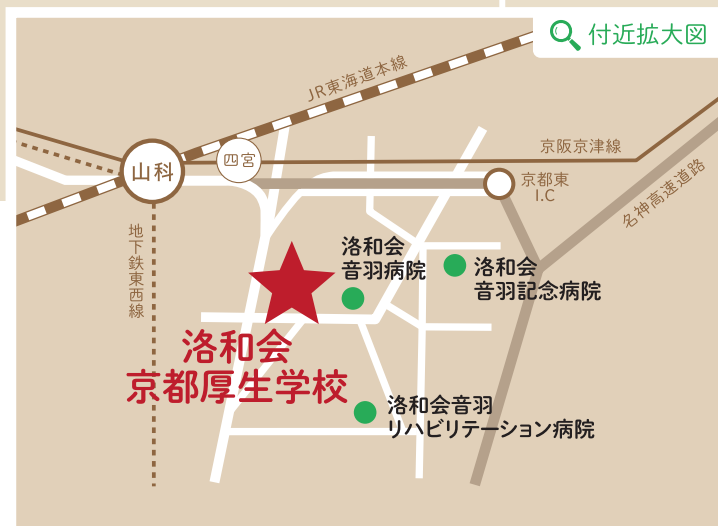 付近拡大図
JR東海道本線
京阪京津線
四宮
山科
京都東
I.C
名神高速道路
地下鉄東西線
洛和会
音羽病院
洛和会
音羽記念病院
洛和会
京都厚生学校
洛和会音羽
リハビリテーション病院